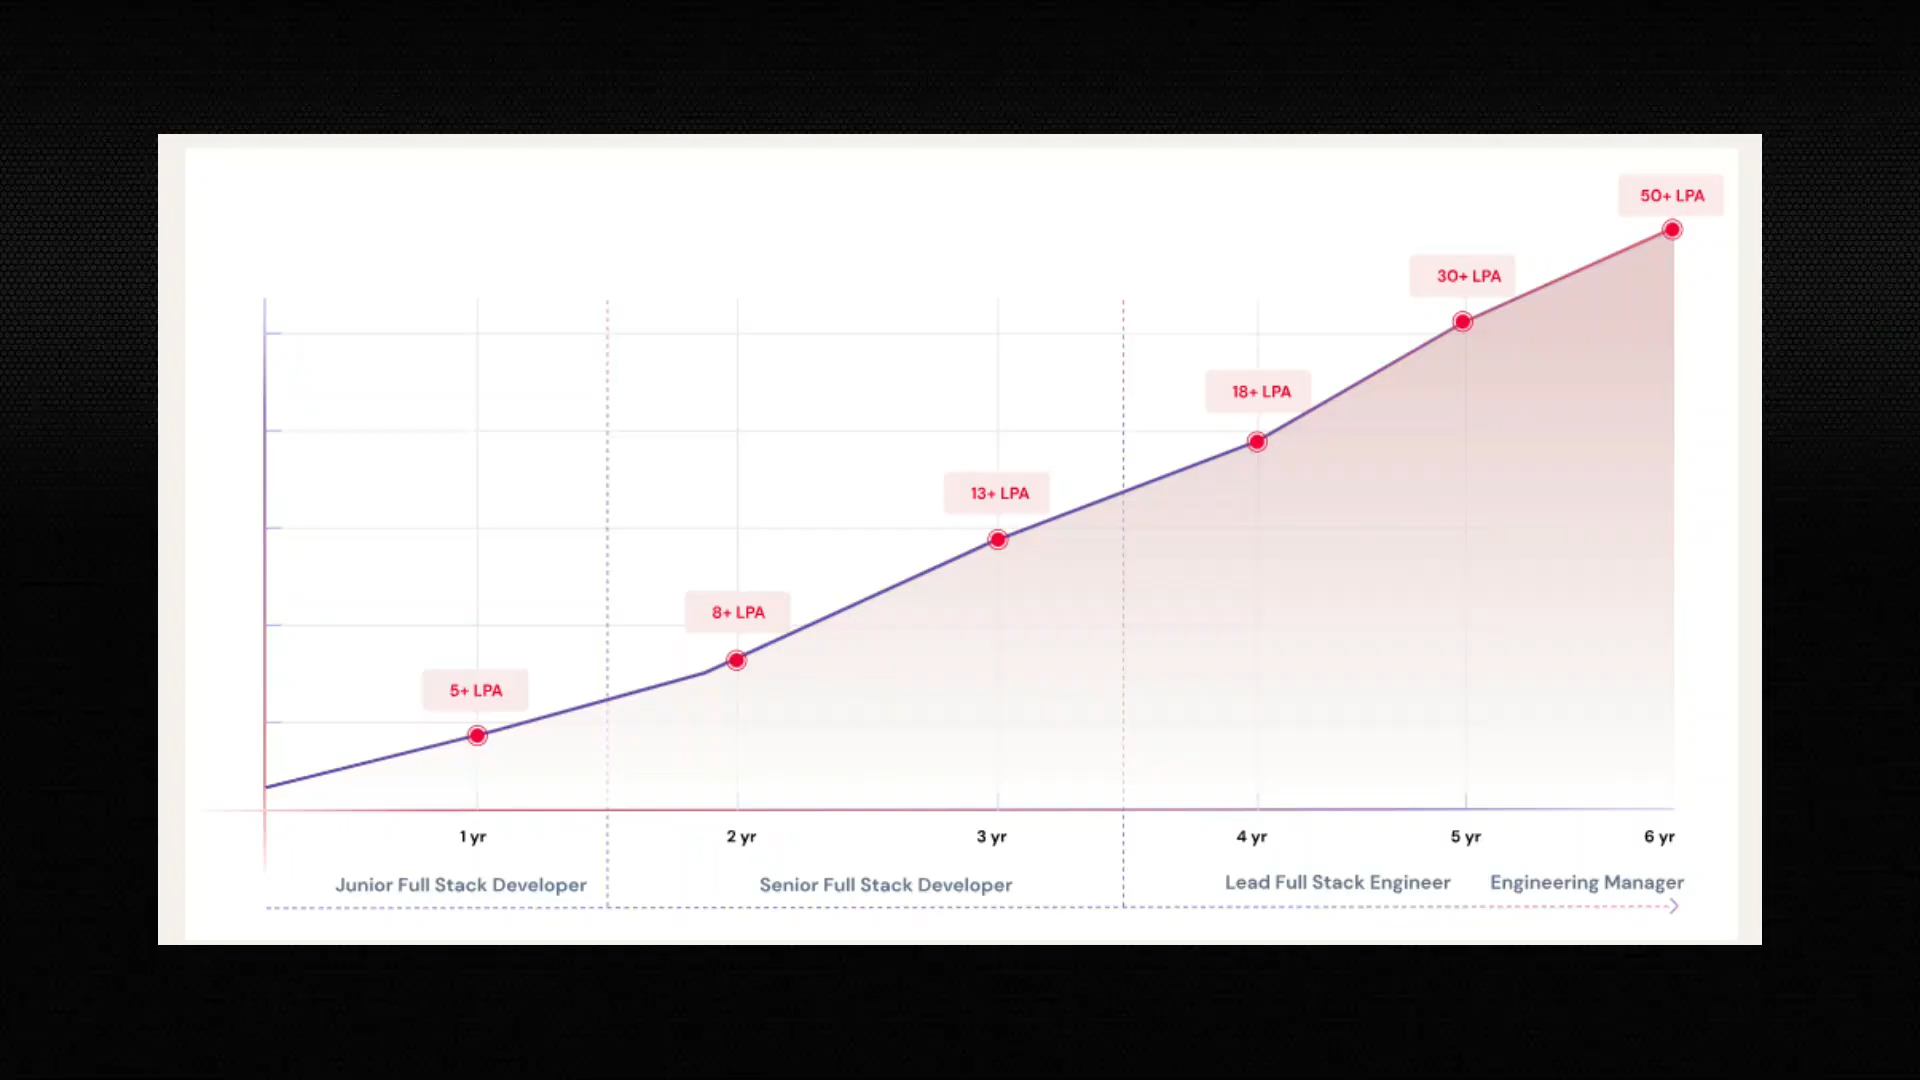 50+ LPA
30+ LPA
18+ LPA
13+ LPA
8+ LPA
5+ LPA
1 yr
2 yr
3 yr
4 yr
5 yr
6 yr
Junior Full Stack Developer
Senior Full Stack Developer
Lead Full Stack Engineer
Engineering Manager